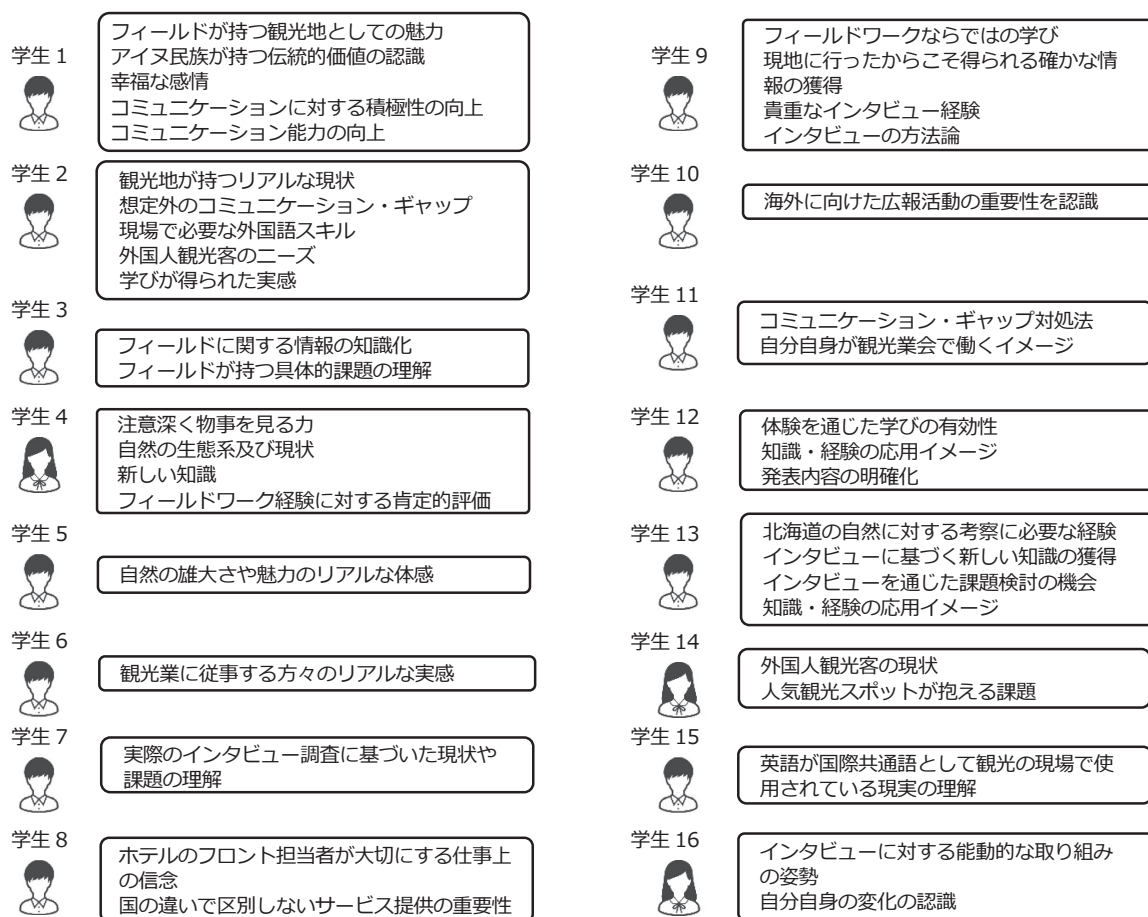 学生 1
フィールドが持つ観光地としての魅力
アイヌ民族が持つ伝統的価値の認識
幸福な感情
コミュニケーションに対する積極性の向上
コミュニケーション能力の向上
学生 2
観光地が持つリアルな現状
想定外のコミュニケーション・ギャップ
現場で必要な外国語スキル
外国人観光客のニーズ
学びが得られた実感
学生 3
フィールドに関する情報の知識化
フィールドが持つ具体的課題の理解
学生 4
注意深く物事を見る力
自然の生態系及び現状
新しい知識
フィールドワーク経験に対する肯定的評価
学生 5
自然の雄大さや魅力のリアルな体感
学生 6
観光業に従事する方々のリアルな実感
学生 7
実際のインタビュー調査に基づいた現状や
課題の理解
学生 8
ホテルのフロント担当者が大切にする仕事上
の信念
国の違いで区別しないサービス提供の重要性
学生 9
フィールドワークならではの学び
現地に行ったからこそ得られる確かな情
報の獲得
貴重なインタビュー経験
インタビューの方法論
学生 10
海外に向けた広報活動の重要性を認識
学生 11
コミュニケーション・ギャップ対処法
自分自身が観光業会で働くイメージ
学生 12
体験を通じた学びの有効性
知識・経験の応用イメージ
発表内容の明確化
学生 13
北海道の自然に対する考察に必要な経験
インタビューに基づく新しい知識の獲得
インタビューを通じた課題検討の機会
知識・経験の応用イメージ
学生 14
外国人観光客の現状
人気観光スポットが抱える課題
学生 15
英語が国際共通語として観光の現場で使
用されている現実の理解
学生 16
インタビューに対する能動的な取り組み
の姿勢
自分自身の変化の認識